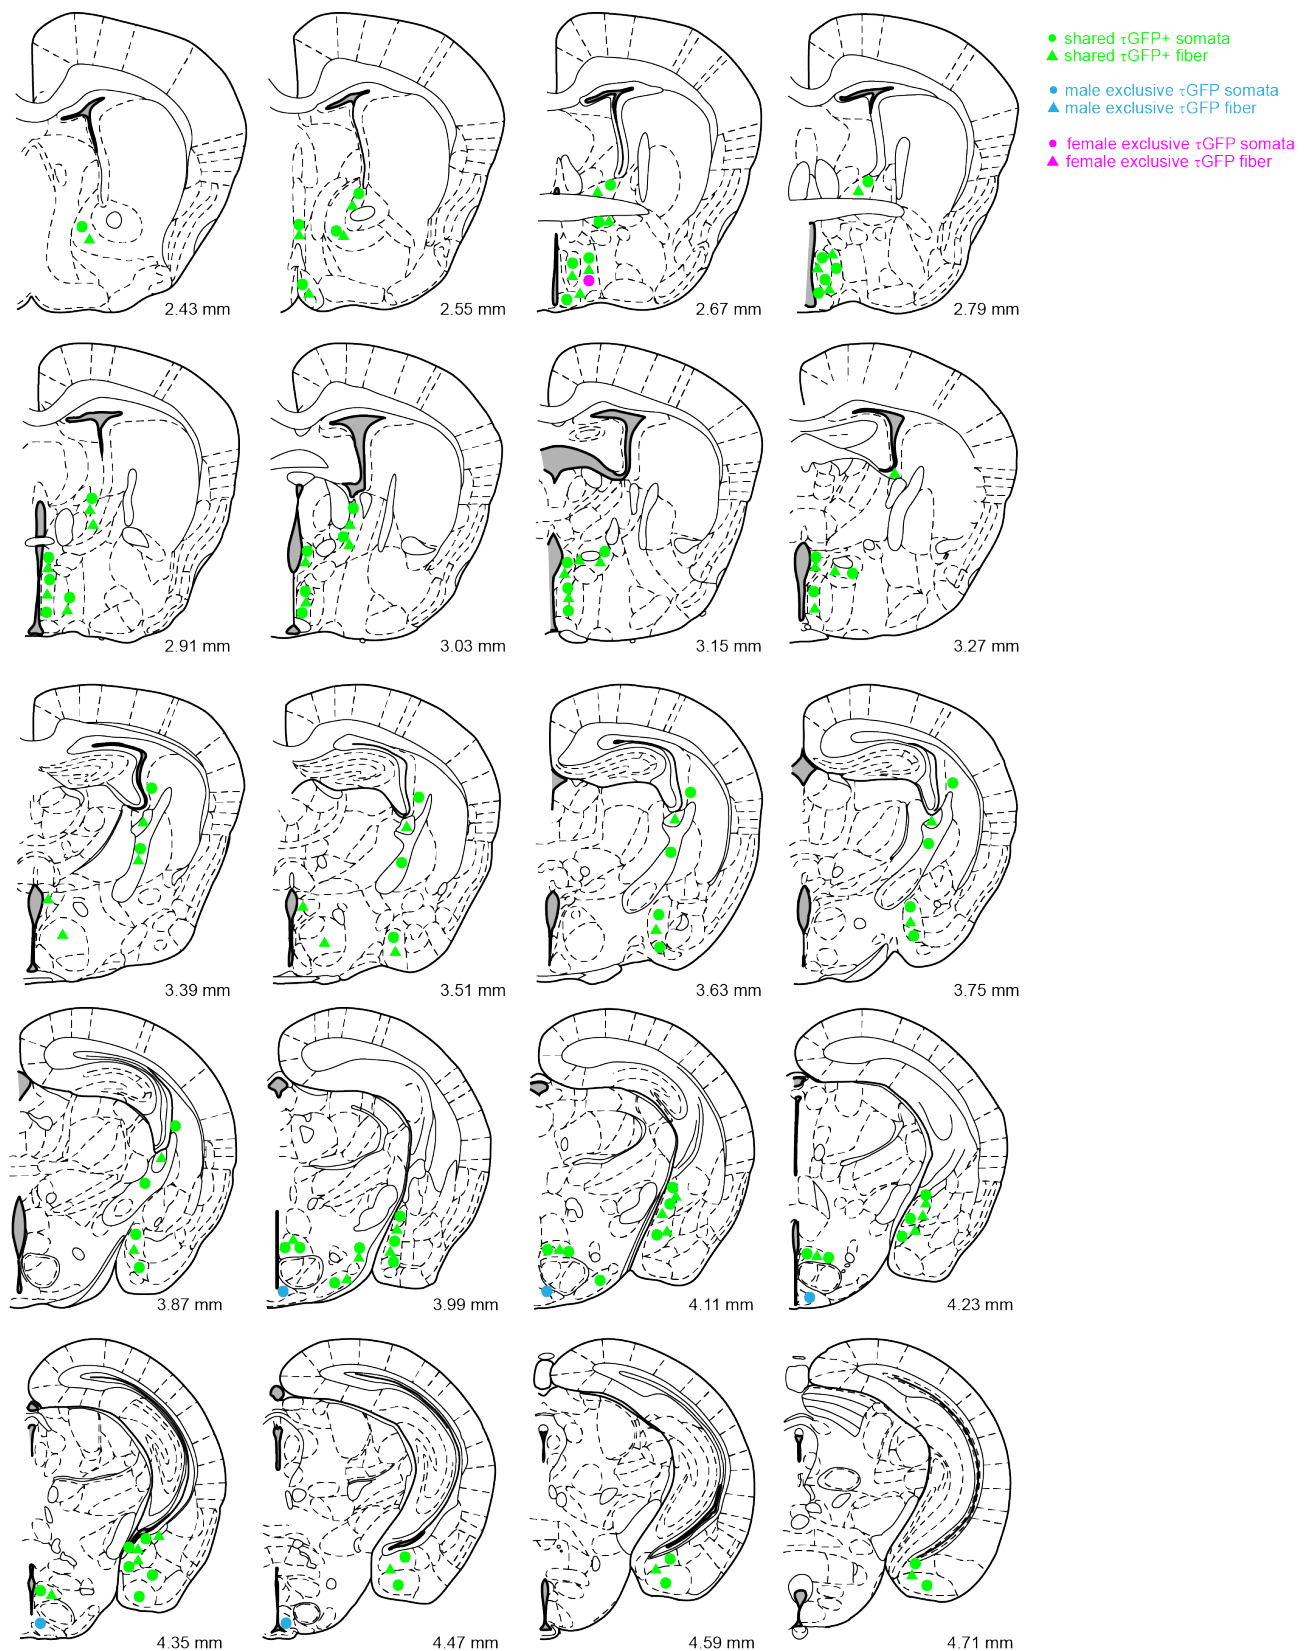 shared τGFP+ somata
shared τGFP+ fiber
male exclusive τGFP somata
male exclusive τGFP fiber
female exclusive τGFP somata
female exclusive τGFP fiber
2.43 mm
2.55 mm
2.67 mm
2.79 mm
2.91 mm
3.03 mm
3.15 mm
3.27 mm
3.39 mm
3.51 mm
3.63 mm
3.75 mm
3.87 mm
3.99 mm
4.11 mm
4.23 mm
4.35 mm
4.47 mm
4.59 mm
4.71 mm